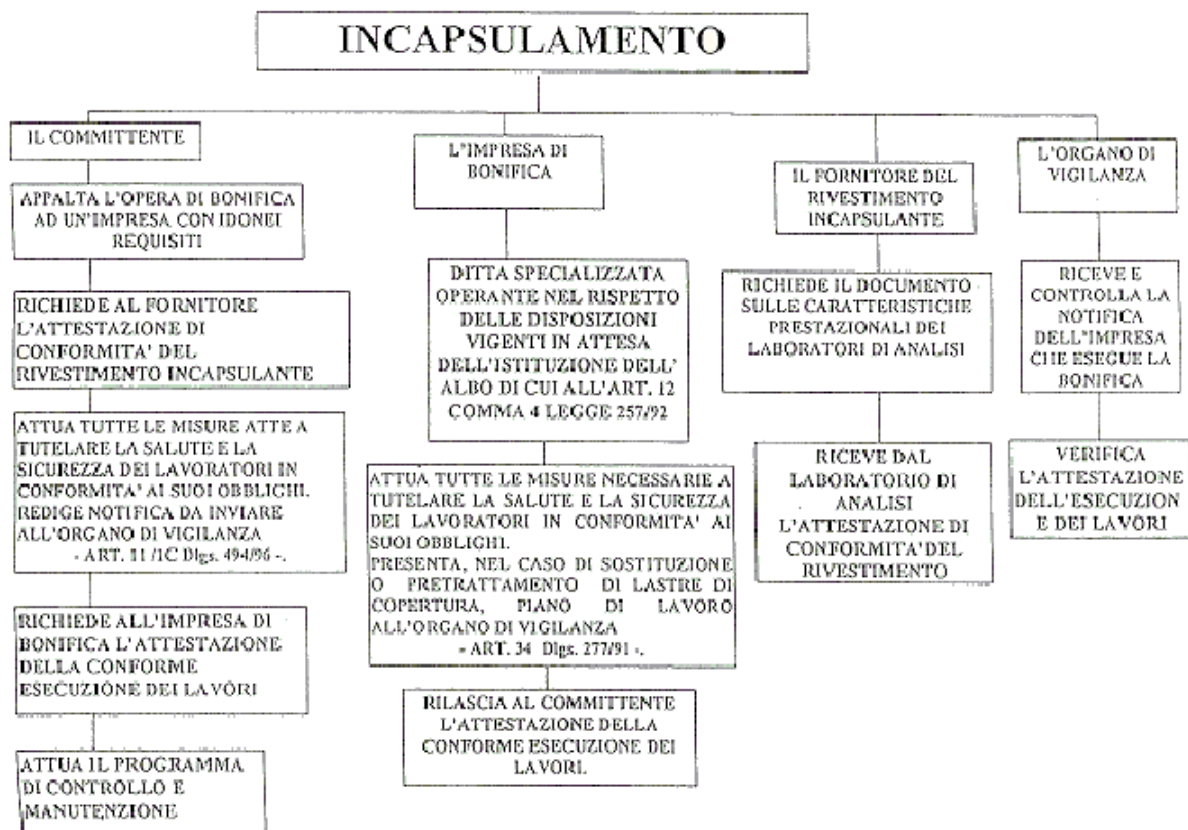 INCAPSULAMENTO
IL COMMITTENTE
APPALTA L'OPERA DI BONIFICA
AD UN'IMPRESA CON IDONEI
REQUISITI
RICHIEDE AL FORNITORE
L'ATTESTAZIONE DI
CONFORMITA' DEL
RIVESTIMENTO INCAPSULANTE
ATTUA TUTTE LE MISURE ATTE A
TUTELARE LA SALUTE E LA
SICUREZZA DEI LAVORATORI IN
CONFORMITA' AI SUOI OBBLIGHI.
REDIGE NOTIFICA DA INVIARE
ALL'ORGANO DI VIGILANZA
- ART. 11 /1C Dlgs. 494/96 -.
RICHIEDE ALL'IMPRESA DI
BONIFICA L'ATTESTAZIONE
DELLA CONFORME
ESECUZIONE DEI LAVORI
ATTUA IL PROGRAMMA
DI CONTROLLO E
MANUTENZIONE
L"IMPRESA DI
BONIFICA
DITTA SPECIALIZZATA
OPERANTE NEL RISPETTO
DELLE DISPOSIZIONI
VIGENTI IN ATTESA
DELL'ISTITUZIONE DELL'
ALBO DI CUI ALL'ART. 12
COMMA 4 LEGGE 257/92
ATTUA TUTTE LE MISURE NECESSARIE A
TUTELARE LA SALUTE E LA SICUREZZA
DEI LAVORATORI IN CONFORMITA' AI
SUOI OBBLIGHI.
PRESENTA, NEL CASO DI SOSTITUZIONE
O PRETRATTAMENTO DI LASTRE DI
COPERTURA, PIANO DI LAVORO
ALL'ORGANO DI VIGILANZA
- ART. 34 Dlgs. 277/91 -.
RILASCIA AL COMMITTENTE
L'ATTESTAZIONE DELLA
CONFORME ESECUZIONE DEI
LAVORI.
IL FORNITORE DEL
RIVESTIMENTO
INCAPSULANTE
RICHIEDE IL DOCUMENTO
SULLE CARATTERISTICHE
PRESTAZIONALI DEI
LABORATORI DI ANALISI
RICEVE DAL
LABORATORIO DI
ANALISI
L'ATTESTAZIONE DI
CONFORMITA'DEL
RIVESTIMENTO
L'ORGANO DI
VIGILANZA
RICEVE E
CONTROLLA LA
NOTIFICA
DELL"IMPRESA
CHE ESEGUE LA
BONIFICA
VERIFICA
L'ATTESTAZIONE
DELL'ESECUZION
E DEI LAVORI